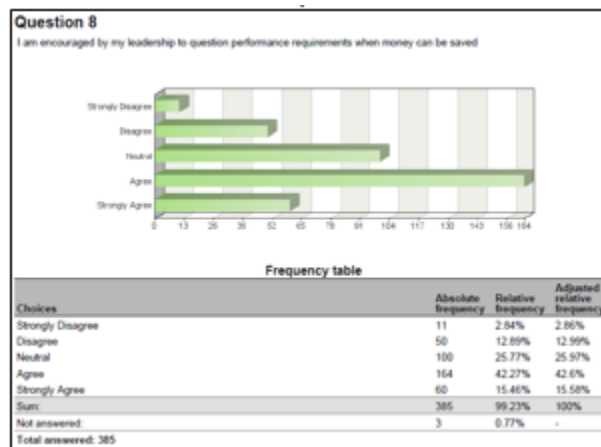 Question 8
I am encouraged by my leadership to question performance requirements when money can be saved
Strongly Disagree
Disagree
Neutral
Agree
Strongly Agree
0 13 26 39 52 65 78 91 104 117 130 143 156 164
Frequency table
Choices Absolute frequency Relative frequency Adjusted relative frequency
Strongly Disagree 11 2.84% 2.86%
Disagree 50 12.89% 12.99%
Neutral 100 25.77% 25.97%
Agree 164 42.27% 42.6%
Strongly Agree 60 15.46% 15.58%
Sum: 385 99.23% 100%
Not answered: 3 0.77% -
Total answered: 385